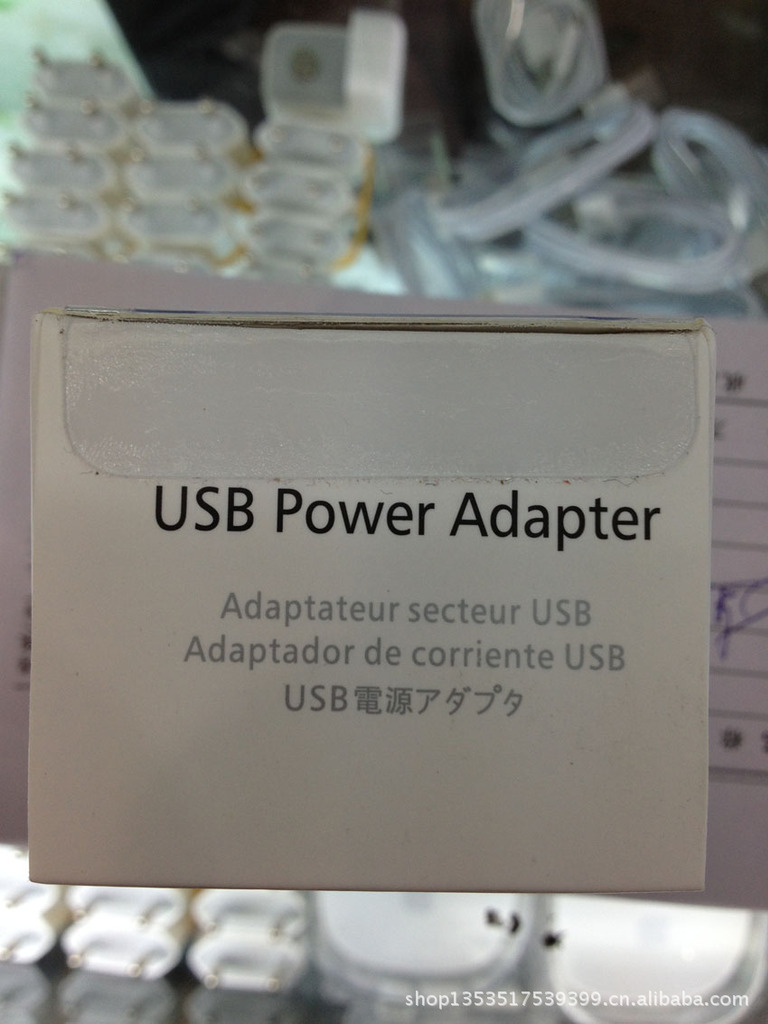 USB Power Adapter
Adaptateur secteur USB
Adaptador de corriente USB
USB電源アダプタ
shop1353517539399.cn.alibaba.com